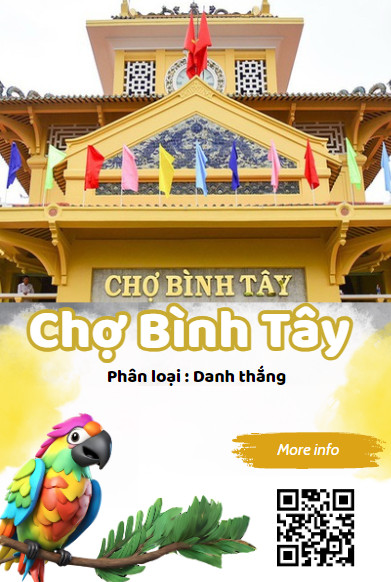 CHỢ BÌNH TÂY
Chợ Bình Tây
Phân loại : Danh thắng
More info